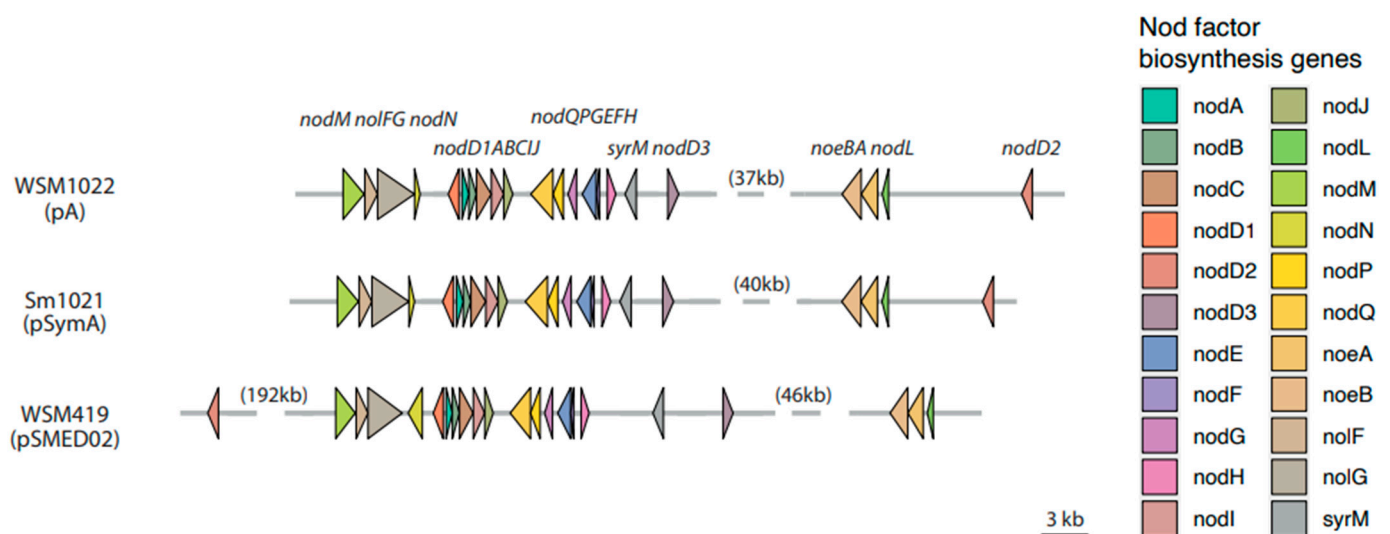 Nod factor
biosynthesis genes
nodM nolFG nodN
nodQPGEFH
nodD1ABCIJ
syrM nodD3
noeBA nodL
nodD2
WSM1022
(pA)
(37kb)
Sm1021
(pSymA)
(40kb)
WSM419
(pSMED02)
(192kb)
(46kb)
3 kb
nodA
nodB
nodC
nodD1
nodD2
nodD3
nodE
nodF
nodG
nodH
nodI
nodJ
nodL
nodM
nodN
nodP
nodQ
noeA
noeB
nolF
nolG
syrM